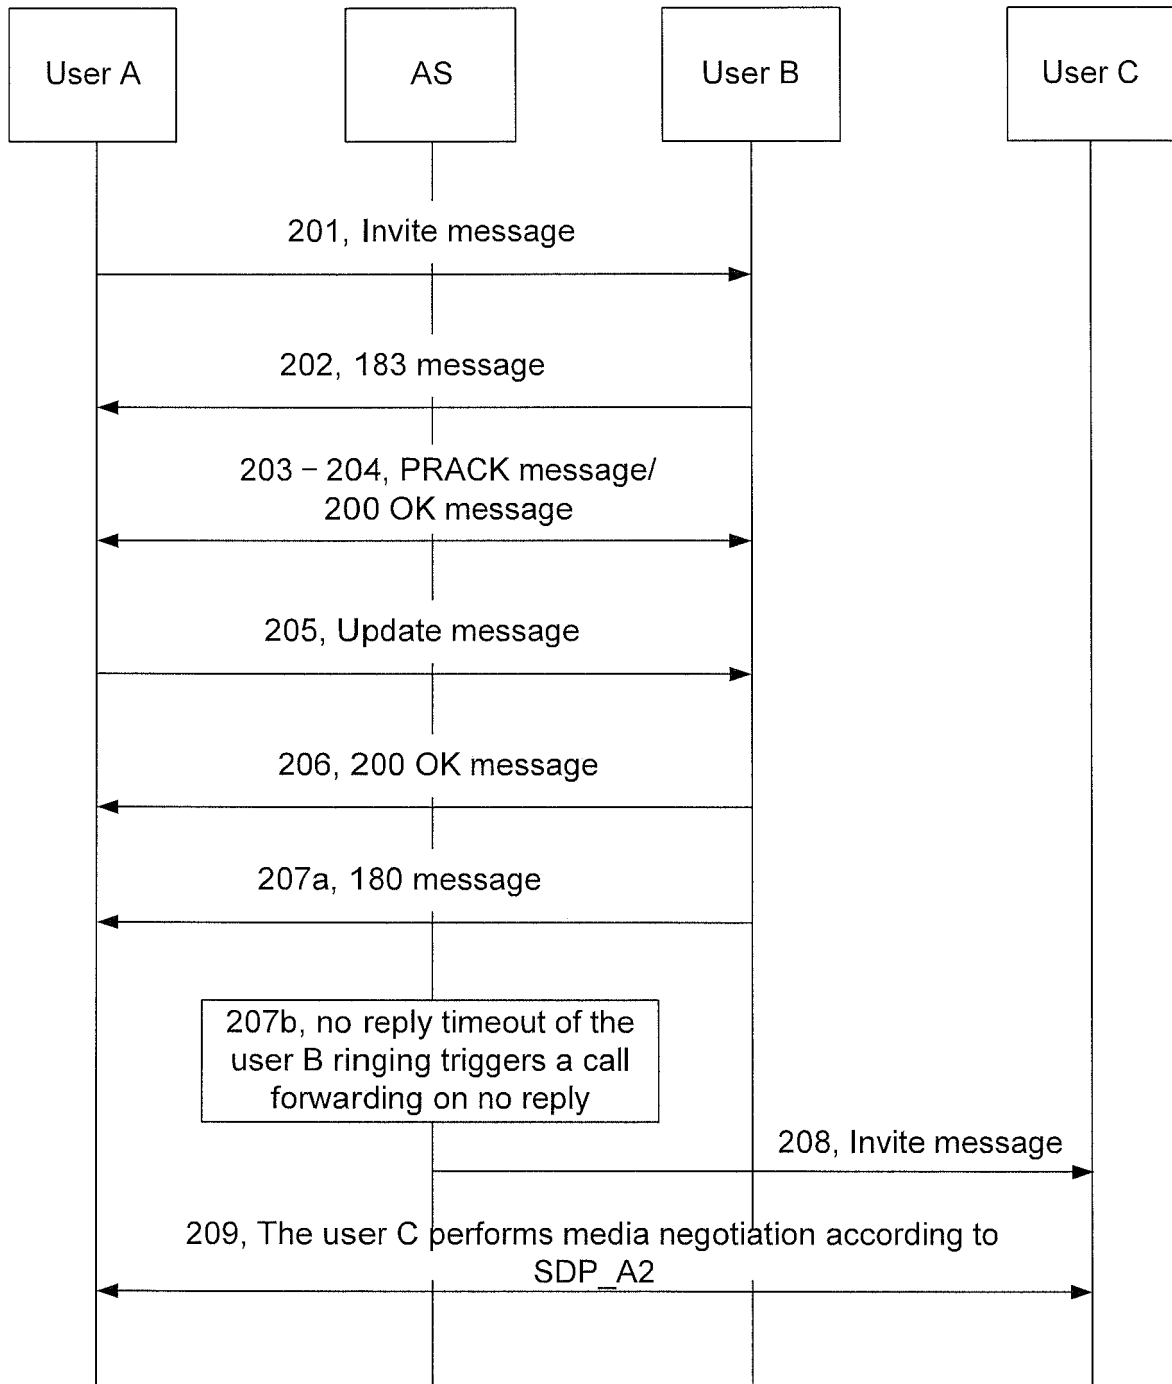 User A
AS
User B
User C
201, Invite message
202, 183 message
203 – 204, PRACK message/
200 OK message
205, Update message
206, 200 OK message
207a, 180 message
207b, no reply timeout of the
user B ringing triggers a call
forwarding on no reply
208, Invite message
209, The user C performs media negotiation according to
SDP_A2